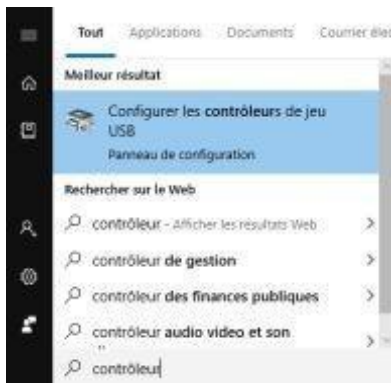 Tout Applications Documents Courrier éle
Meilleur résultat
Configurer les contrôleurs de jeu
USB
Panneau de configuration
Rechercher sur le Web
contrôleur - Afficher les résultats Web
contrôleur de gestion
contrôleur des finances publiques
contrôleur audio video et son
contrôleur